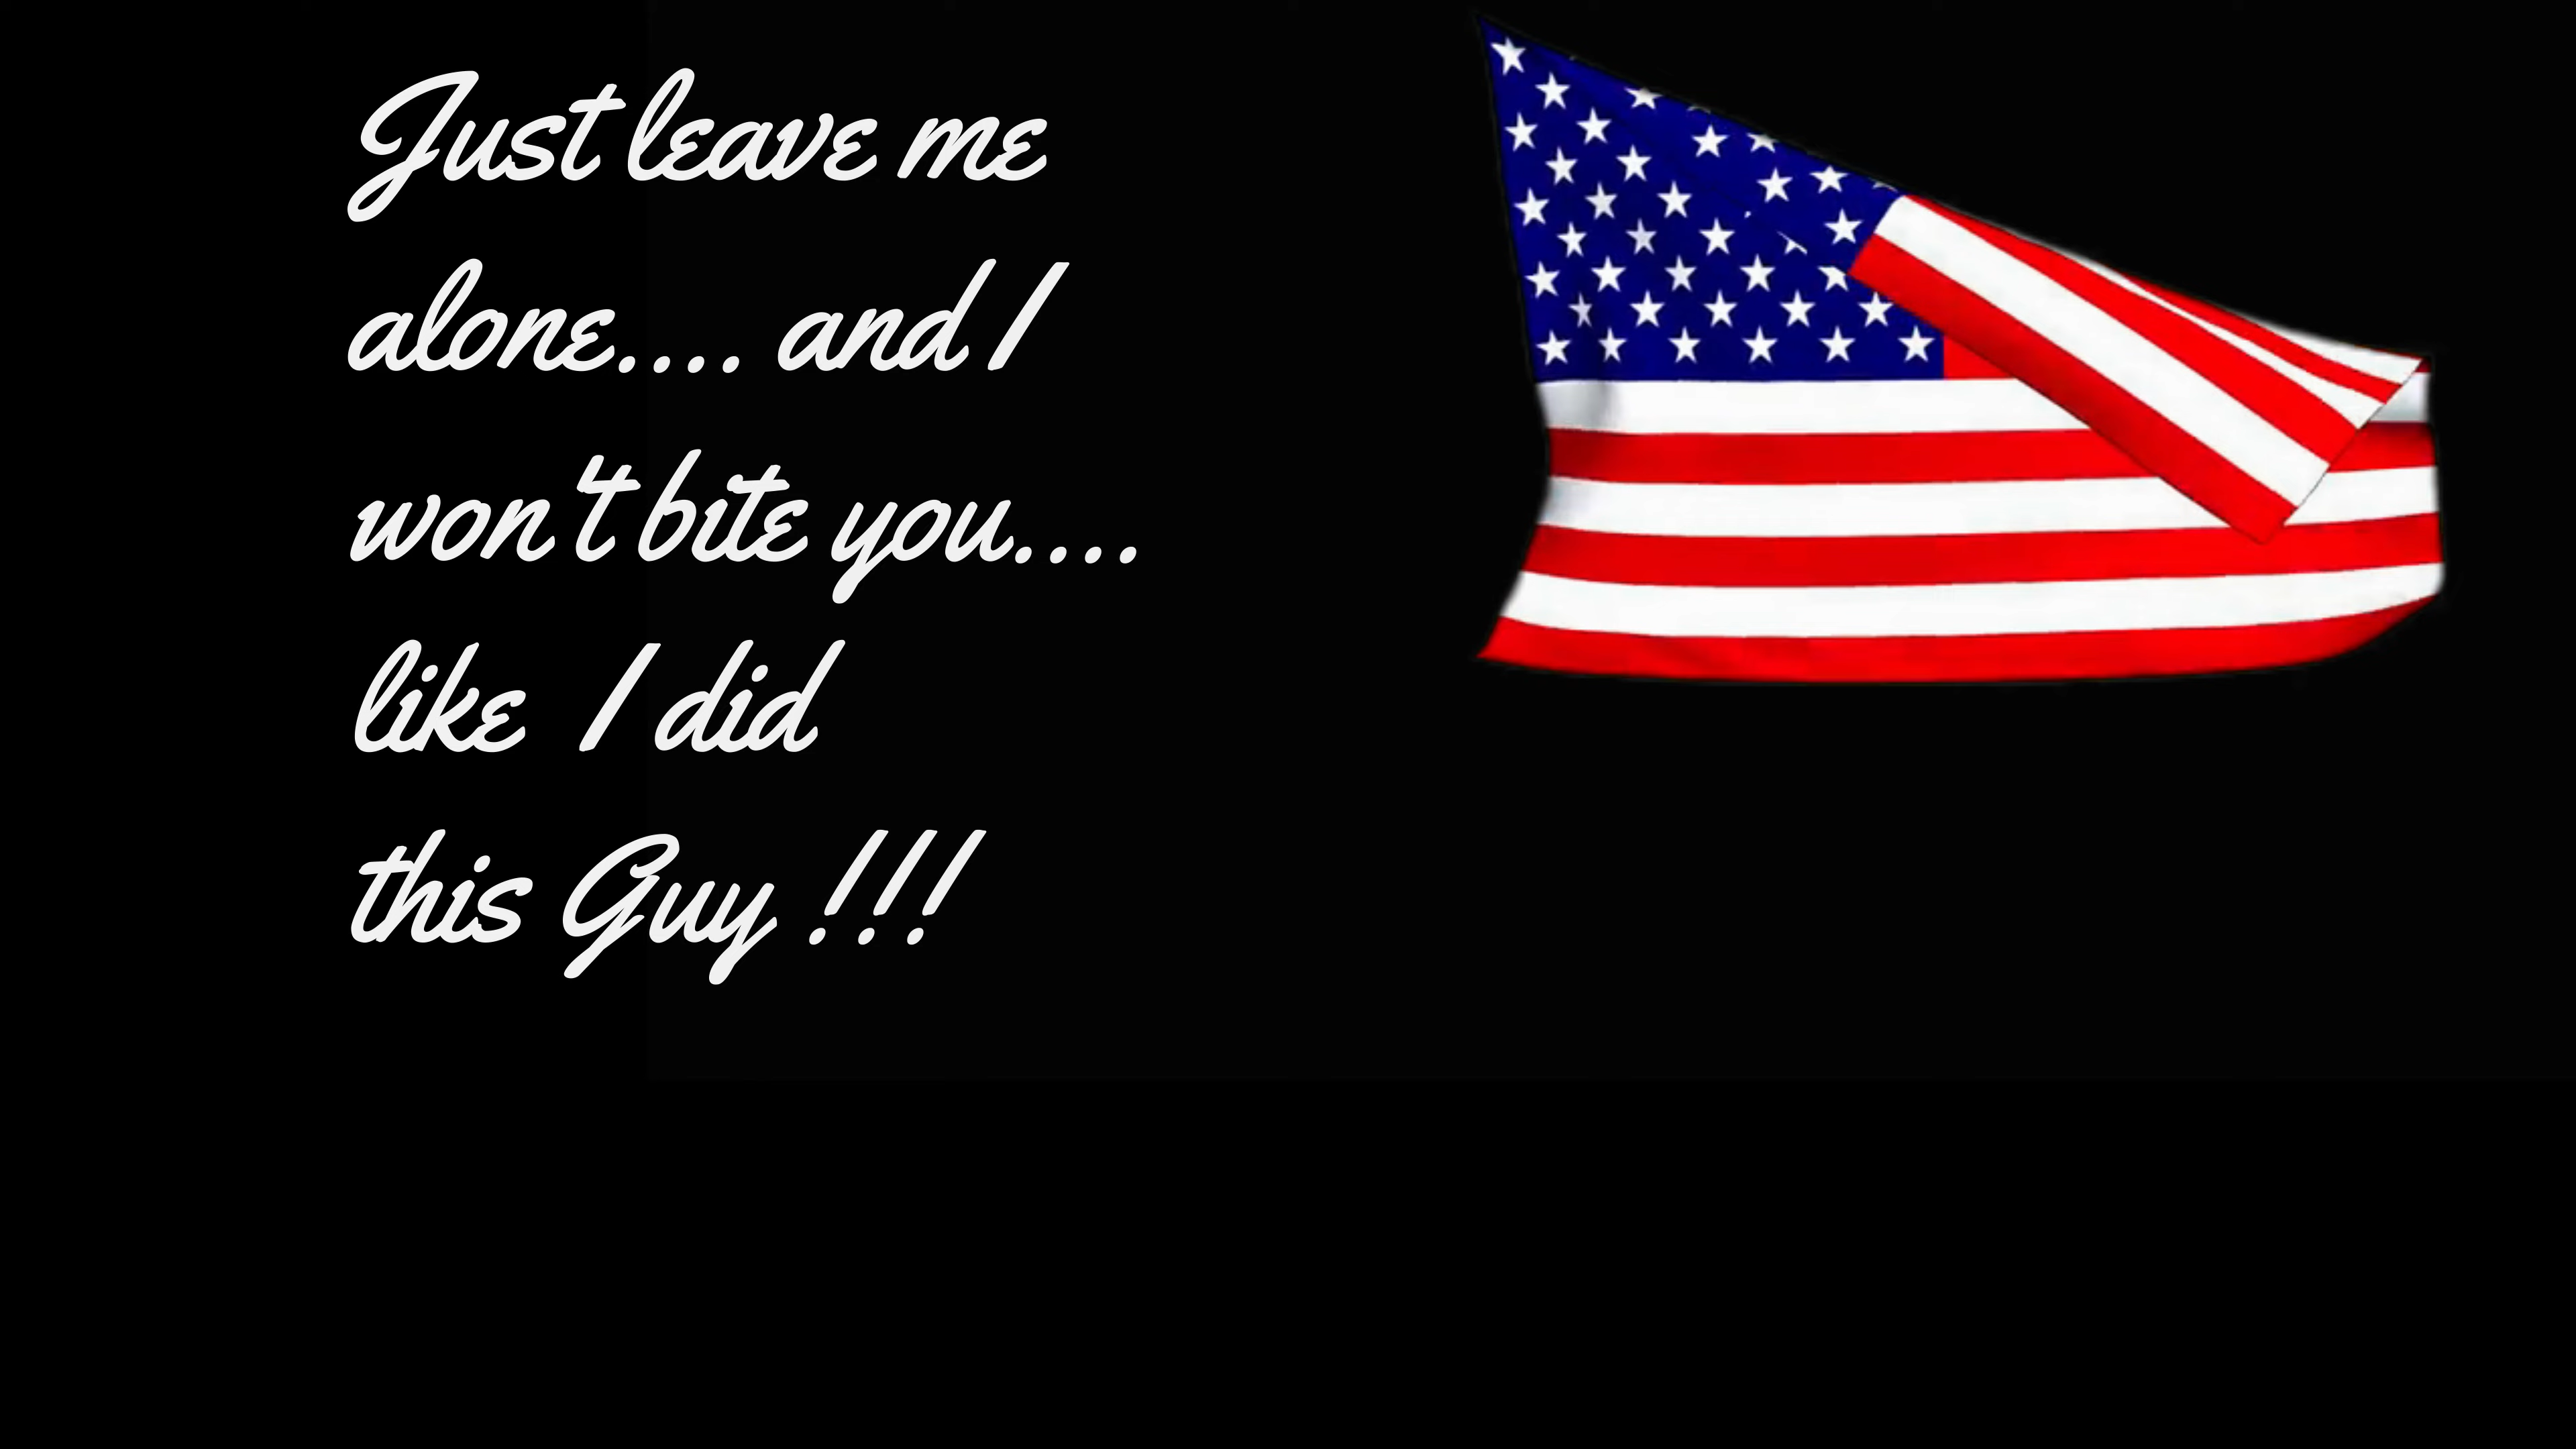 Just leave me
alone.... and I
won't bite you....
like I did
this Guy !!!